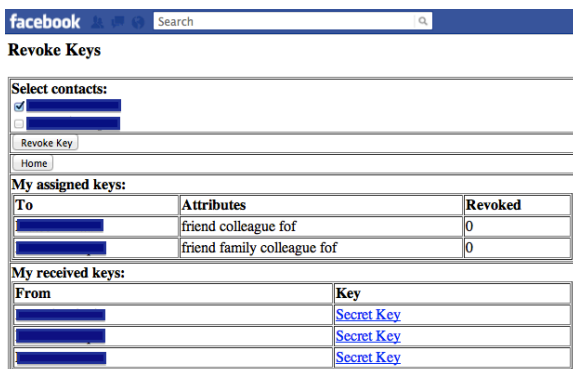 facebook Search
Revoke Keys
Select contacts:
Revoke Key
Home
My assigned keys:
To Attributes Revoked
friend colleague fof 0
friend family colleague fof 0
My received keys:
From Key
Secret Key
Secret Key
Secret Key